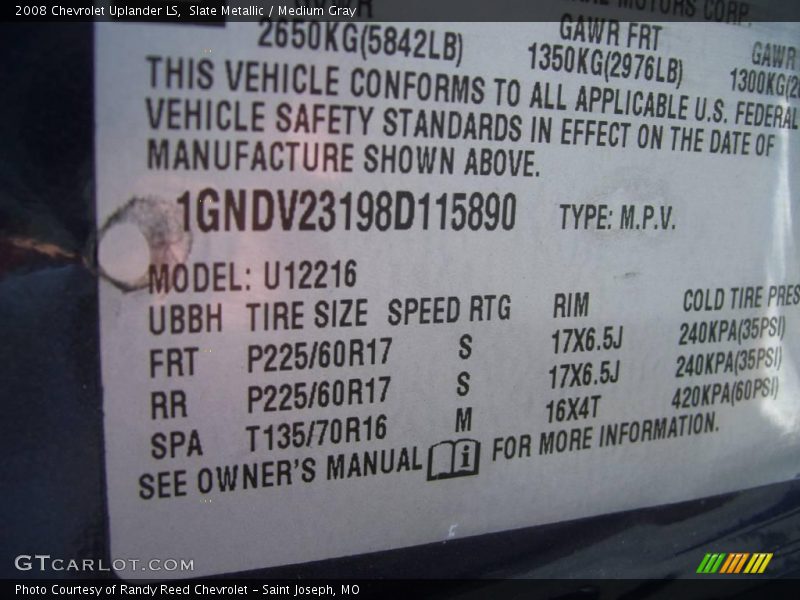 2008 Chevrolet Uplander LS, Slate Metallic / Medium Gray
MOTORS CORP.
2650KG(5842LB) GAWR FRT GAWR
1350KG(2976LB) 1300KG(2
THIS VEHICLE CONFORMS TO ALL APPLICABLE U.S. FEDERAL
VEHICLE SAFETY STANDARDS IN EFFECT ON THE DATE OF
MANUFACTURE SHOWN ABOVE.
1GNDV23198D115890 TYPE: M.P.V.
MODEL: U12216
UBBH TIRE SIZE SPEED RTG RIM COLD TIRE PRES
FRT P225/60R17 S 17X6.5J 240KPA(35PSI)
RR P225/60R17 S 17X6.5J 240KPA(35PSI)
SPA T135/70R16 M 16X4T 420KPA(60PSI)
SEE OWNER'S MANUAL i FOR MORE INFORMATION.
GTCARLOT.COM
Photo Courtesy of Randy Reed Chevrolet – Saint Joseph, MO